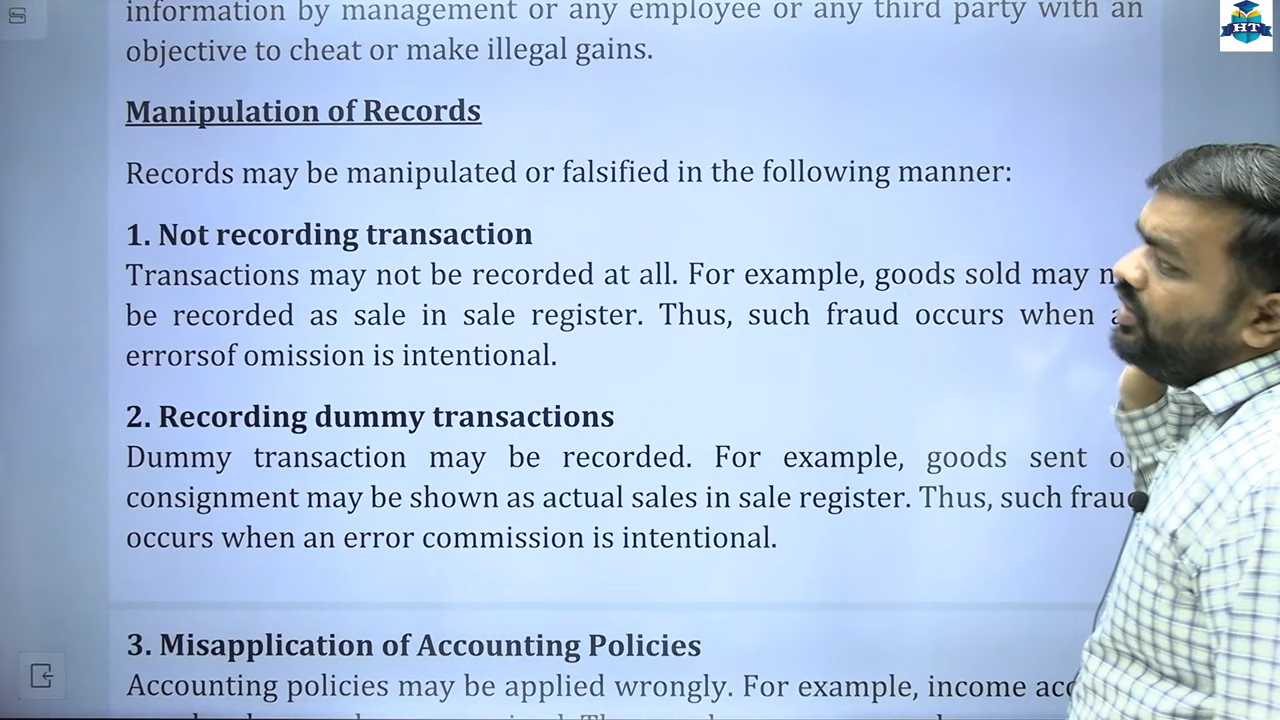 information by management or any employee or any third party with an
objective to cheat or make illegal gains.
Manipulation of Records
Records may be manipulated or falsified in the following manner:
1. Not recording transaction
Transactions may not be recorded at all. For example, goods sold may
be recorded as sale in sale register. Thus, such fraud occurs when
errorsof omission is intentional.
2. Recording dummy transactions
Dummy transaction may be recorded. For example, goods sent
consignment may be shown as actual sales in sale register. Thus, such fraud
occurs when an error commission is intentional.
3. Misapplication of Accounting Policies
Accounting policies may be applied wrongly. For example, income
HT